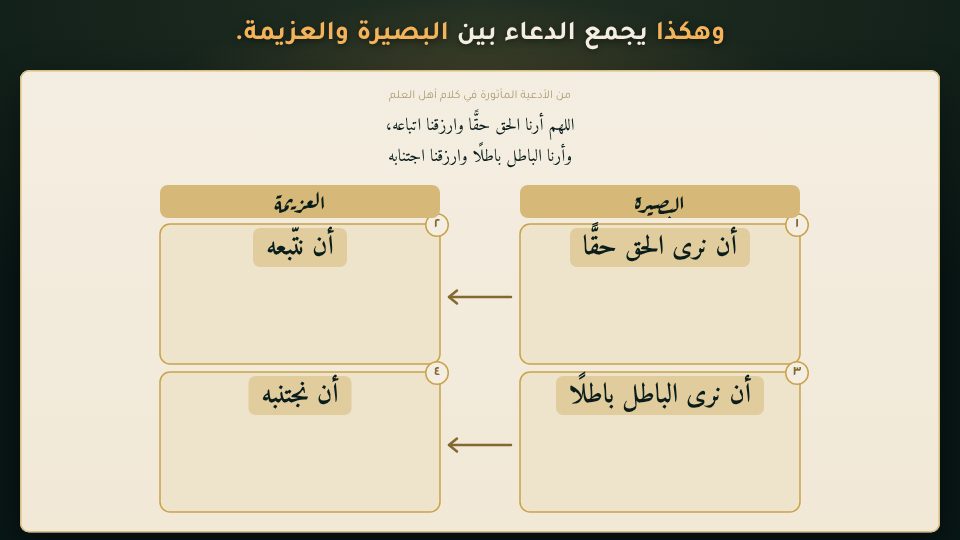 وهكذا يجمع الدعاء بين البصيرة والعزيمة.
من الأدعية المأثورة في كلام أهل العلم
اللهم أرنا الحق حقًّا وارزقنا اتباعه،
وأرنا الباطل باطلًا وارزقنا اجتنابه
البصيرة
العزيمة
١
أن نرى الحق حقًّا
٢
أن نتّبعه
٣
أن نرى الباطل باطلًا
٤
أن نجتنبه